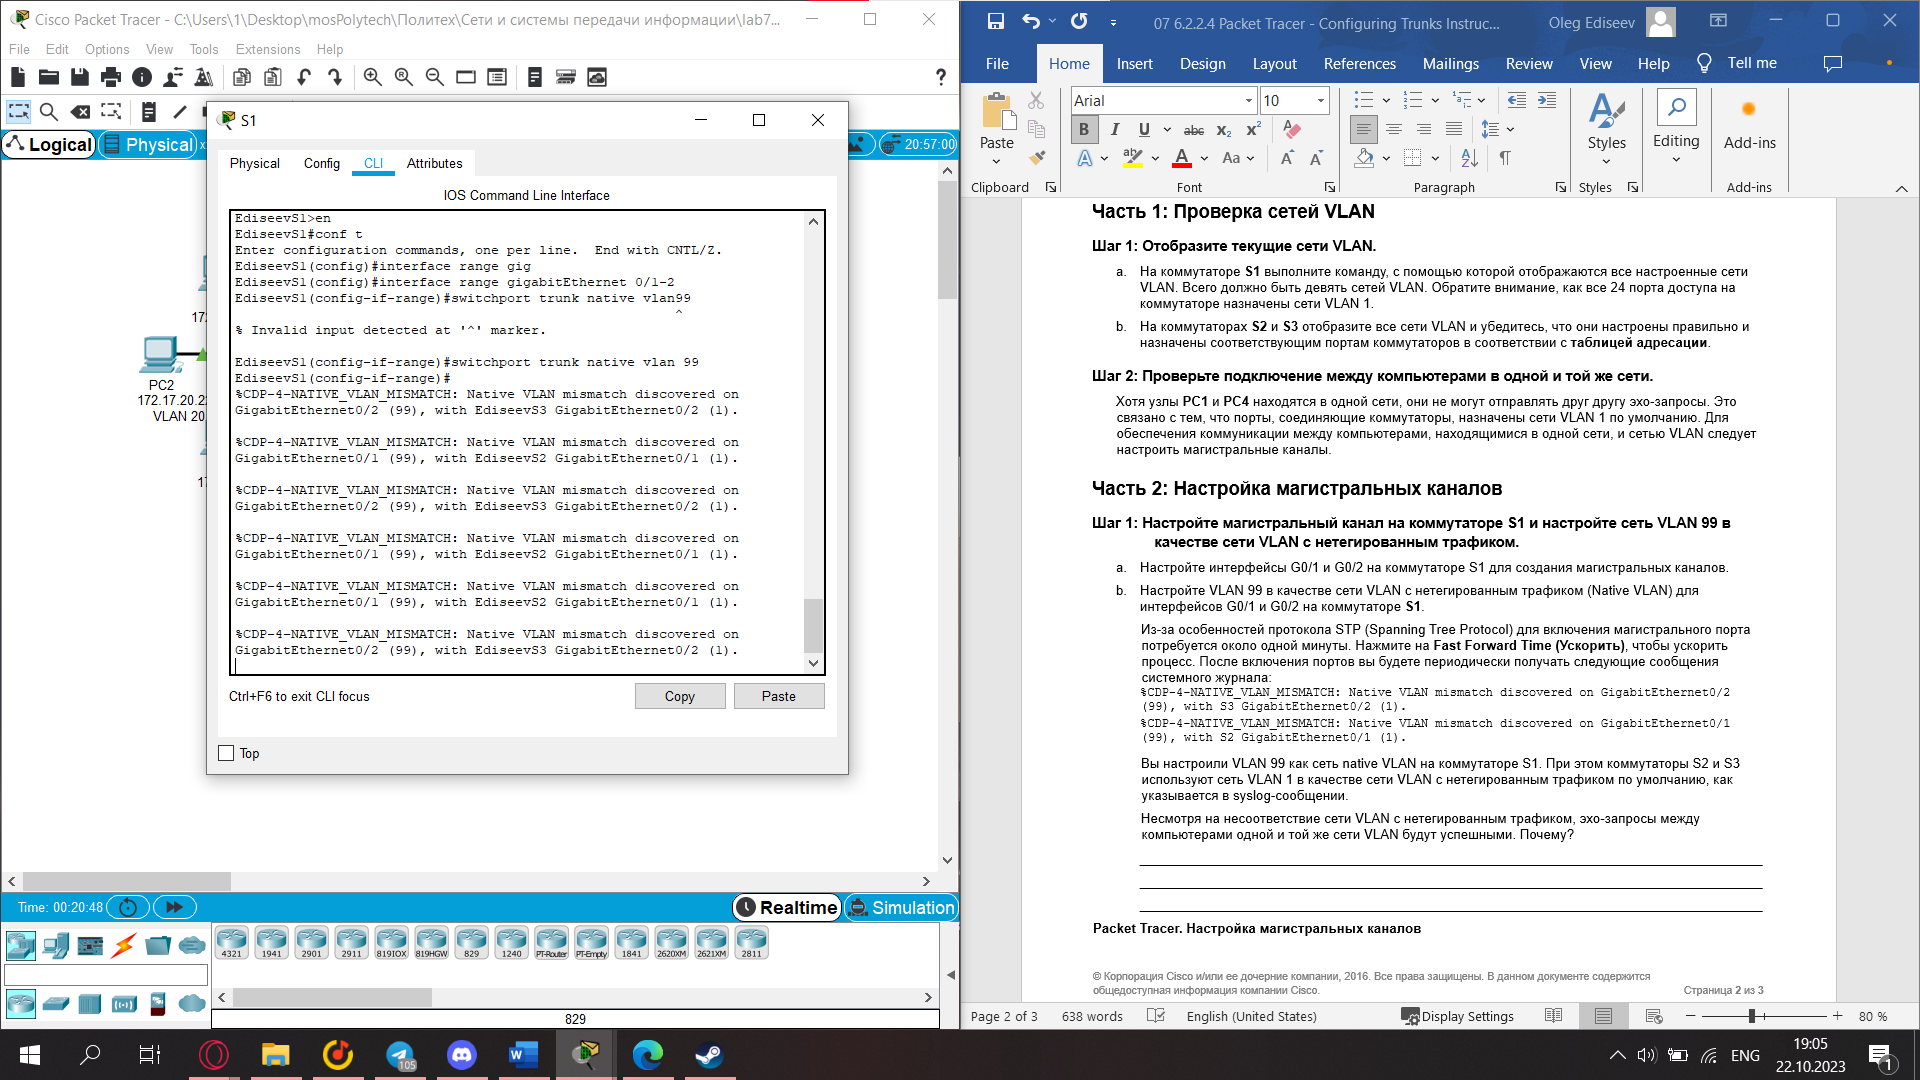 Cisco Packet Tracer - C:\Users\1\Desktop\mosPolytech\Политех\Сети и системы передачи информации\lab7...
File Edit Options View Tools Extensions Help
?
Logical
Physical
20:57:00
172
PC2
172.17.20.2
VLAN 20
17
S1
Physical Config CLI Attributes
IOS Command Line Interface
EdiseevS1>en
EdiseevS1#conf t
Enter configuration commands, one per line.  End with CNTL/Z.
EdiseevS1(config)#interface range gig
EdiseevS1(config)#interface range gigabitEthernet 0/1-2
EdiseevS1(config-if-range)#switchport trunk native vlan99
^
% Invalid input detected at '^' marker.
EdiseevS1(config-if-range)#switchport trunk native vlan 99
EdiseevS1(config-if-range)#
%CDP-4-NATIVE_VLAN_MISMATCH: Native VLAN mismatch discovered on
GigabitEthernet0/2 (99), with EdiseevS3 GigabitEthernet0/2 (1).
%CDP-4-NATIVE_VLAN_MISMATCH: Native VLAN mismatch discovered on
GigabitEthernet0/1 (99), with EdiseevS2 GigabitEthernet0/1 (1).
%CDP-4-NATIVE_VLAN_MISMATCH: Native VLAN mismatch discovered on
GigabitEthernet0/2 (99), with EdiseevS3 GigabitEthernet0/2 (1).
%CDP-4-NATIVE_VLAN_MISMATCH: Native VLAN mismatch discovered on
GigabitEthernet0/1 (99), with EdiseevS2 GigabitEthernet0/1 (1).
%CDP-4-NATIVE_VLAN_MISMATCH: Native VLAN mismatch discovered on
GigabitEthernet0/1 (99), with EdiseevS2 GigabitEthernet0/1 (1).
%CDP-4-NATIVE_VLAN_MISMATCH: Native VLAN mismatch discovered on
GigabitEthernet0/2 (99), with EdiseevS3 GigabitEthernet0/2 (1).
Ctrl+F6 to exit CLI focus
Copy
Paste
Top
Time: 00:20:48
Realtime
Simulation
4321 1941 2901 2911 819IOX 819HGW 829 1240 PT-Router PT-Empty 1841 2620XM 2621XM 2811
829
07 6.2.2.4 Packet Tracer - Configuring Trunks Instruc...
Oleg Ediseev
File Home Insert Design Layout References Mailings Review View Help Tell me
Paste
Arial
10
Styles
Editing
Add-ins
Clipboard Font Paragraph Styles Add-ins
Часть 1: Проверка сетей VLAN
Шаг 1: Отобразите текущие сети VLAN.
a. На коммутаторе S1 выполните команду, с помощью которой отображаются все настроенные сети
VLAN. Всего должно быть девять сетей VLAN. Обратите внимание, как все 24 порта доступа на
коммутаторе назначены сети VLAN 1.
b. На коммутаторах S2 и S3 отобразите все сети VLAN и убедитесь, что они настроены правильно и
назначены соответствующим портам коммутаторов в соответствии с таблицей адресации.
Шаг 2: Проверьте подключение между компьютерами в одной и той же сети.
Хотя узлы PC1 и PC4 находятся в одной сети, они не могут отправлять друг другу эхо-запросы. Это
связано с тем, что порты, соединяющие коммутаторы, назначены сети VLAN 1 по умолчанию. Для
обеспечения коммуникации между компьютерами, находящимися в одной сети, и сетью VLAN следует
настроить магистральные каналы.
Часть 2: Настройка магистральных каналов
Шаг 1: Настройте магистральный канал на коммутаторе S1 и настройте сеть VLAN 99 в
качестве сети VLAN с нетегированным трафиком.
a. Настройте интерфейсы G0/1 и G0/2 на коммутаторе S1 для создания магистральных каналов.
b. Настройте VLAN 99 в качестве сети VLAN с нетегированным трафиком (Native VLAN) для
интерфейсов G0/1 и G0/2 на коммутаторе S1.
Из-за особенностей протокола STP (Spanning Tree Protocol) для включения магистрального порта
потребуется около одной минуты. Нажмите на Fast Forward Time (Ускорить), чтобы ускорить
процесс. После включения портов вы будете периодически получать следующие сообщения
системного журнала:
%CDP-4-NATIVE_VLAN_MISMATCH: Native VLAN mismatch discovered on GigabitEthernet0/2
(99), with S3 GigabitEthernet0/2 (1).
%CDP-4-NATIVE_VLAN_MISMATCH: Native VLAN mismatch discovered on GigabitEthernet0/1
(99), with S2 GigabitEthernet0/1 (1).
Вы настроили VLAN 99 как сеть native VLAN на коммутаторе S1. При этом коммутаторы S2 и S3
используют сеть VLAN 1 в качестве сети VLAN с нетегированным трафиком по умолчанию, как
указывается в syslog-сообщении.
Несмотря на несоответствие сети VLAN с нетегированным трафиком, эхо-запросы между
компьютерами одной и той же сети VLAN будут успешными. Почему?
Packet Tracer. Настройка магистральных каналов
© Корпорация Cisco и/или ее дочерние компании, 2016. Все права защищены. В данном документе содержится
общедоступная информация компании Cisco.
Страница 2 из 3
Page 2 of 3
638 words
English (United States)
Display Settings
80 %
105
ENG
19:05
22.10.2023
1